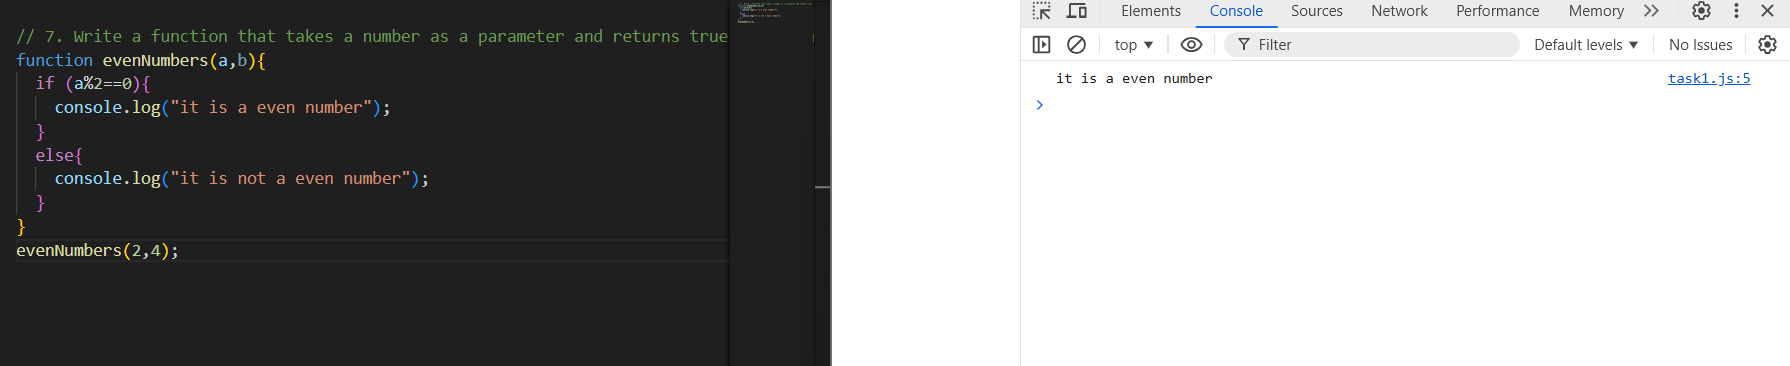 // 7. Write a function that takes a number as a parameter and returns true
function evenNumbers(a,b){
if (a%2==0){
console.log("it is a even number");
}
else{
console.log("it is not a even number");
}
}
evenNumbers(2,4);
Elements Console Sources Network Performance Memory
top Filter Default levels No Issues
it is a even number task1.js:5